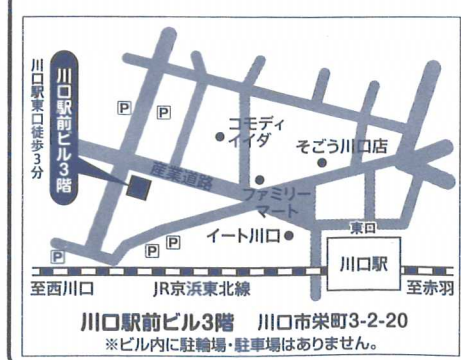 川口駅東口徒歩3分
川口駅前ビル3階
P
P
コモディ
イイダ
そごう川口店
産業道路
ファミリー
マート
P
P
P
イート川口
東口
川口駅
至西川口
JR京浜東北線
至赤羽
川口駅前ビル3階 川口市栄町3-2-20
※ビル内に駐輪場・駐車場はありません。